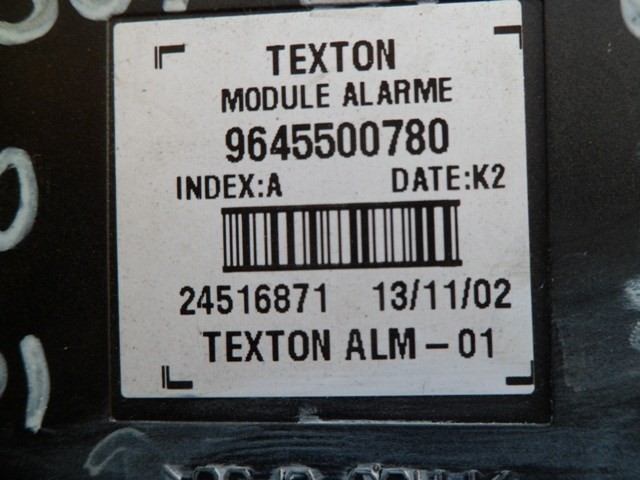 TEXTON
MODULE ALARME
9645500780
INDEX:A DATE:K2
24516871 13/11/02
TEXTON ALM-01